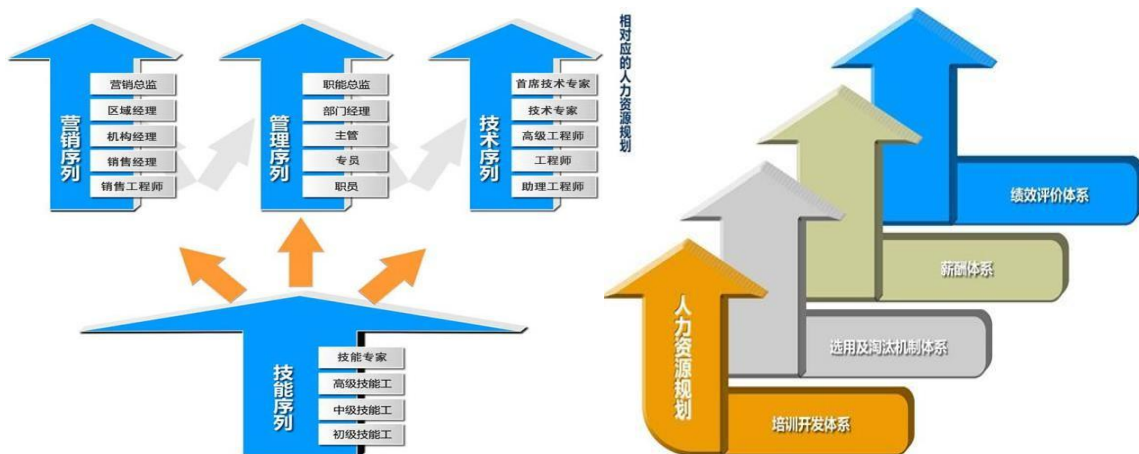 营销序列
营销总监
区域经理
机构经理
销售经理
销售工程师
管理序列
职能总监
部门经理
主管
专员
职员
技术序列
首席技术专家
技术专家
高级工程师
工程师
助理工程师
技能序列
技能专家
高级技能工
中级技能工
初级技能工
相对应的人力资源规划
绩效评价体系
薪酬体系
选用及淘汰机制体系
人力资源规划
培训开发体系